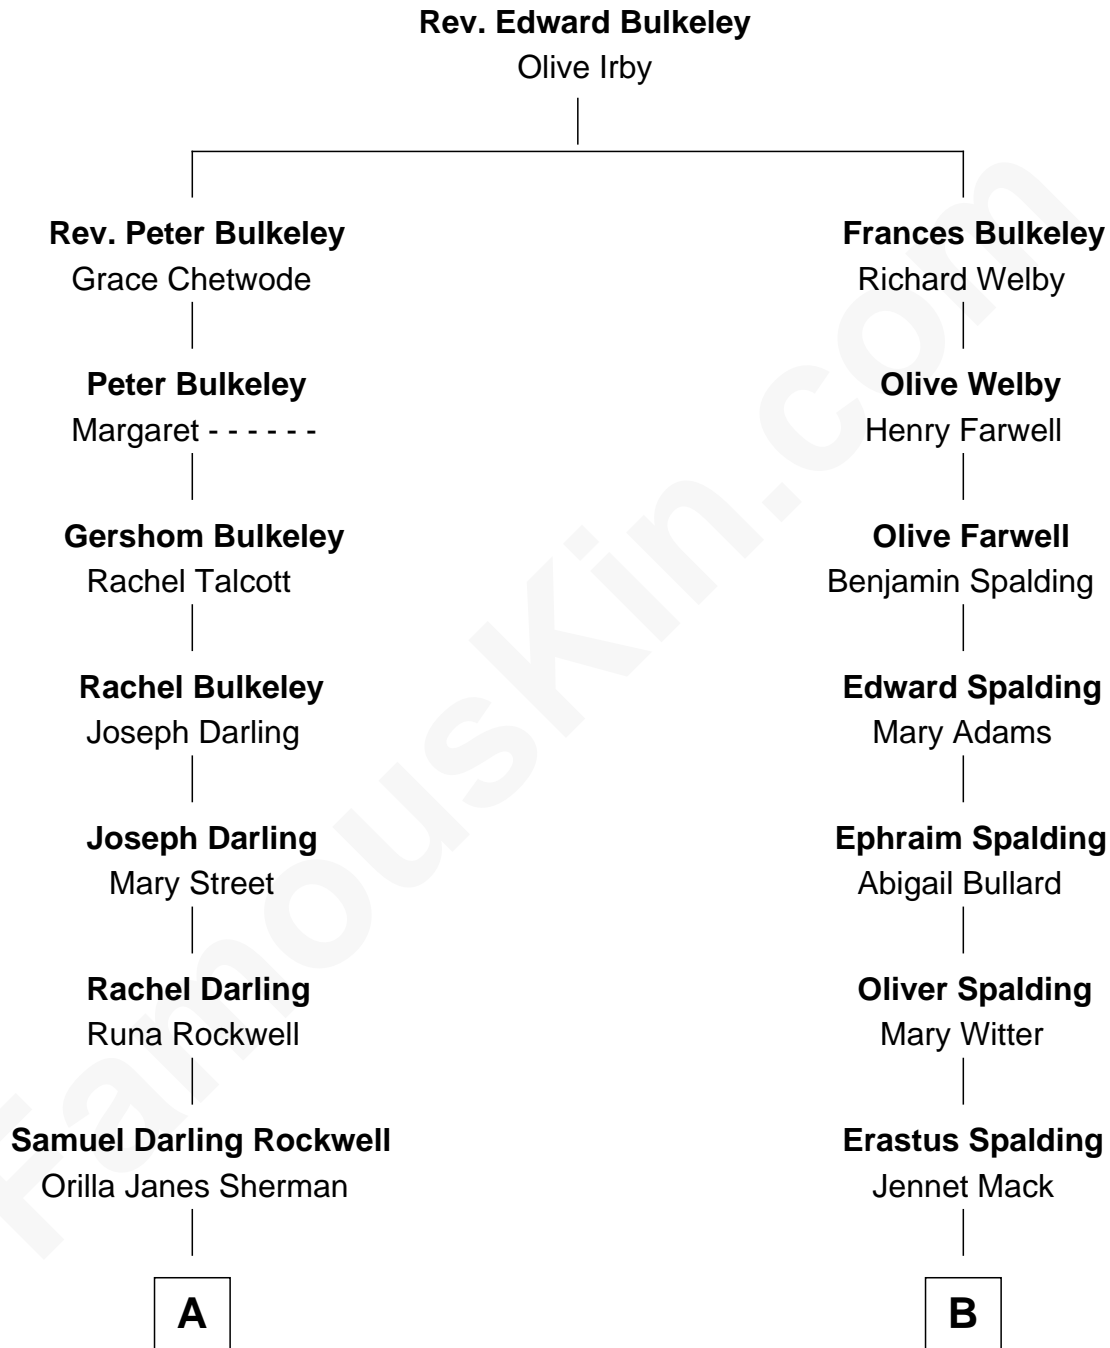 Rev. Edward Bulkeley
Olive Irby
Rev. Peter Bulkeley
Grace Chetwode
Peter Bulkeley
Margaret - - - - - -
Gershom Bulkeley
Rachel Talcott
Rachel Bulkeley
Joseph Darling
Joseph Darling
Mary Street
Rachel Darling
Runa Rockwell
Samuel Darling Rockwell
Orilla Janes Sherman
A
Frances Bulkeley
Richard Welby
Olive Welby
Henry Farwell
Olive Farwell
Benjamin Spalding
Edward Spalding
Mary Adams
Ephraim Spalding
Abigail Bullard
Oliver Spalding
Mary Witter
Erastus Spalding
Jennet Mack
B
FamousKin.com